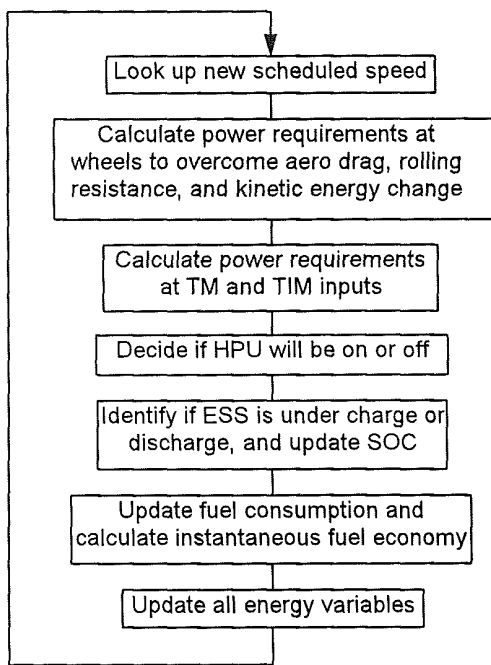 Look up new scheduled speed
Calculate power requirements at
wheels to overcome aero drag, rolling
resistance, and kinetic energy change
Calculate power requirements
at TM and TIM inputs
Decide if HPU will be on or off
Identify if ESS is under charge or
discharge, and update SOC
Update fuel consumption and
calculate instantaneous fuel economy
Update all energy variables